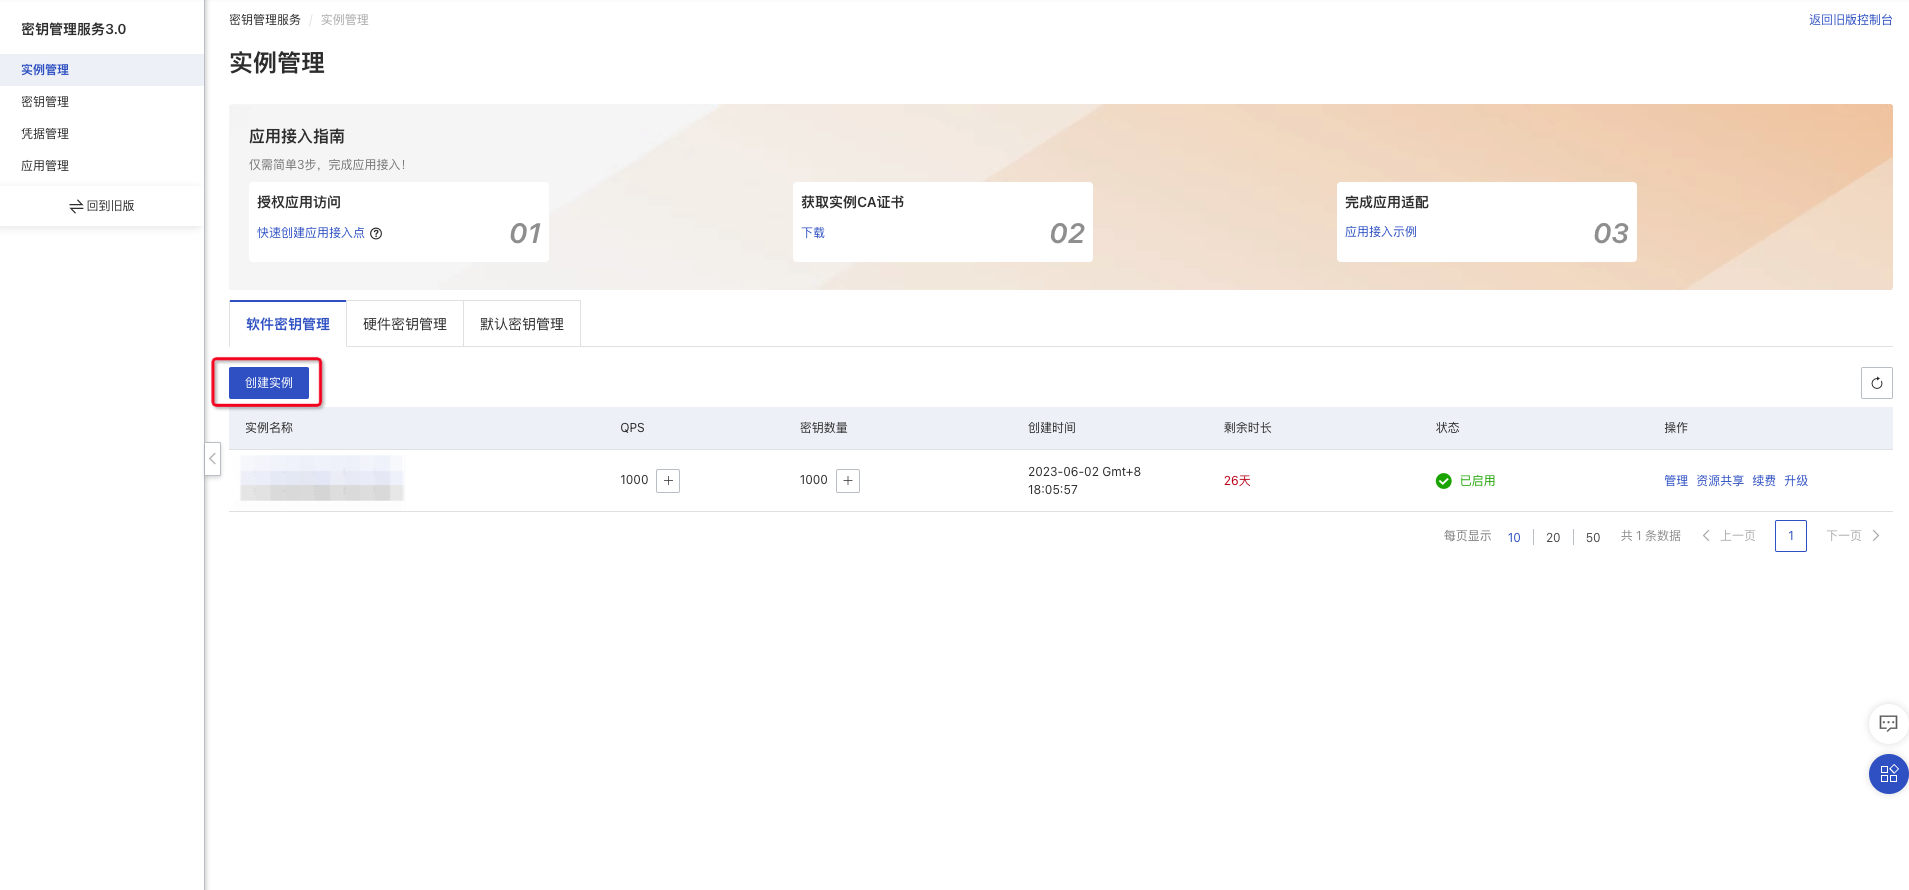 密钥管理服务3.0
实例管理
密钥管理
凭据管理
应用管理
回到旧版
密钥管理服务 / 实例管理
返回旧版控制台
实例管理
应用接入指南
仅需简单3步，完成应用接入！
授权应用访问
快速创建应用接入点
01
获取实例CA证书
下载
02
完成应用适配
应用接入示例
03
软件密钥管理 硬件密钥管理 默认密钥管理
创建实例
实例名称 QPS 密钥数量 创建时间 剩余时长 状态 操作
1000 1000 2023-06-02 Gmt+8 18:05:57 26天 已启用 管理 资源共享 续费 升级
每页显示 10 20 50 共 1 条数据 上一页 1 下一页